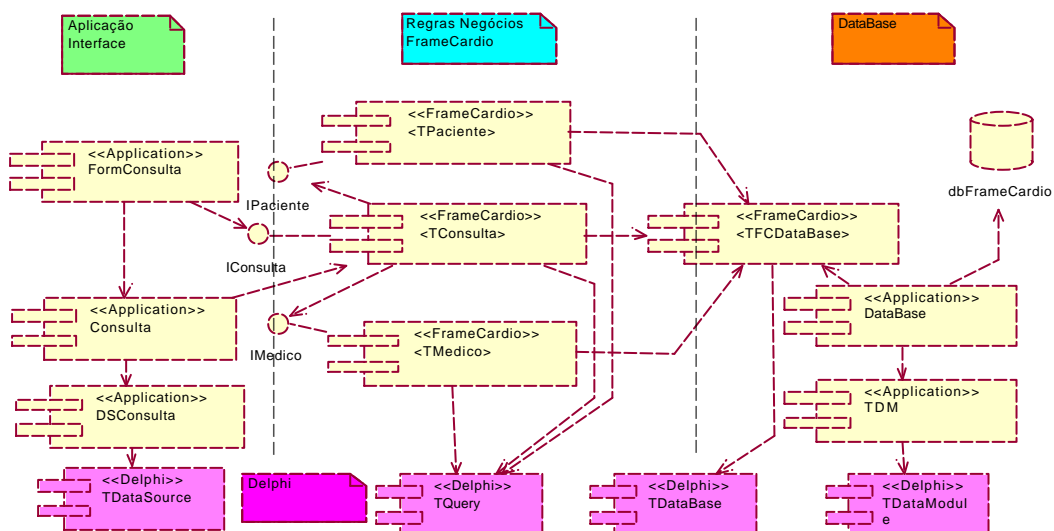 Aplicação
Interface
Regras Negócios
FrameCardio
DataBase
<<FrameCardio>>
<TPaciente>
<<Application>>
FormConsulta
IPaciente
dbFrameCardio
<<FrameCardio>>
<TConsulta>
<<FrameCardio>>
<TFCDataBase>
IConsulta
<<Application>>
Consulta
<<Application>>
DataBase
IMedico
<<FrameCardio>>
<TMedico>
<<Application>>
DSConsulta
<<Application>>
TDM
<<Delphi>>
TDataSource
Delphi
<<Delphi>>
TQuery
<<Delphi>>
TDataBase
<<Delphi>>
TDataModul
e